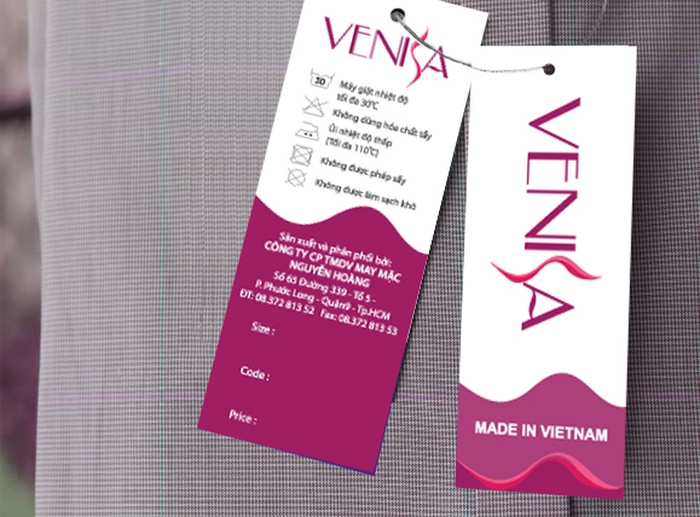 VENISA
30
Máy giặt nhiệt độ
tối đa 30℃
Không dùng hóa chất tẩy
Ủi nhiệt độ thấp
(Tối đa 110℃)
Không được phép sấy
Không được làm sạch khô
Sản xuất và phân phối bởi:
CÔNG TY CP TMDV MAY MẶC
NGUYÊN HOÀNG
Số 65 Đường 339 - Tổ 5 -
P. Phước Long - Quận9 - Tp.HCM
ĐT: 08.372 813 52 Fax: 08.372 813 53
Size :
Code :
Price :
VENISA
MADE IN VIETNAM